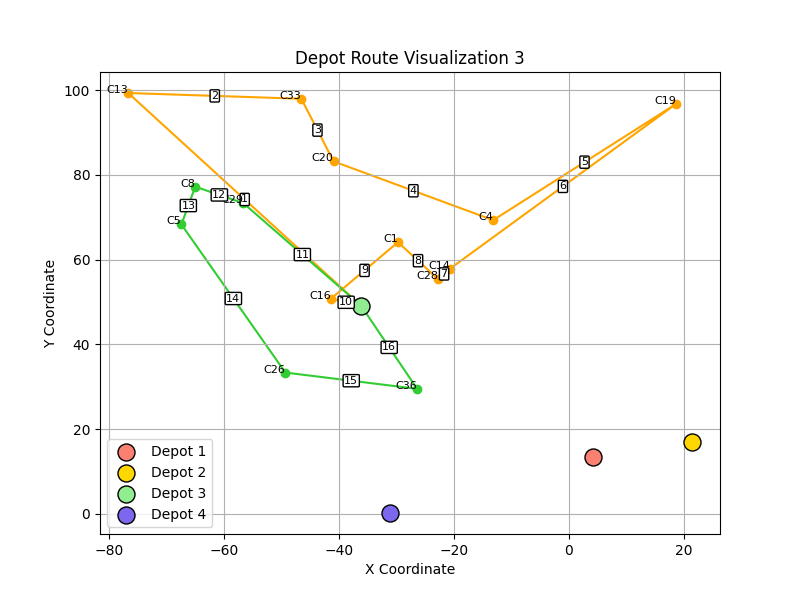 Depot Route Visualization 3
Y Coordinate
100
80
60
40
20
0
−80
−60
−40
−20
0
20
X Coordinate
C13
2
C33
3
C20
4
C19
5
6
C4
C8
12
C29
1
13
C5
11
C1
9
8
C14
C28
7
C16
10
14
16
C26
15
C36
Depot 1
Depot 2
Depot 3
Depot 4